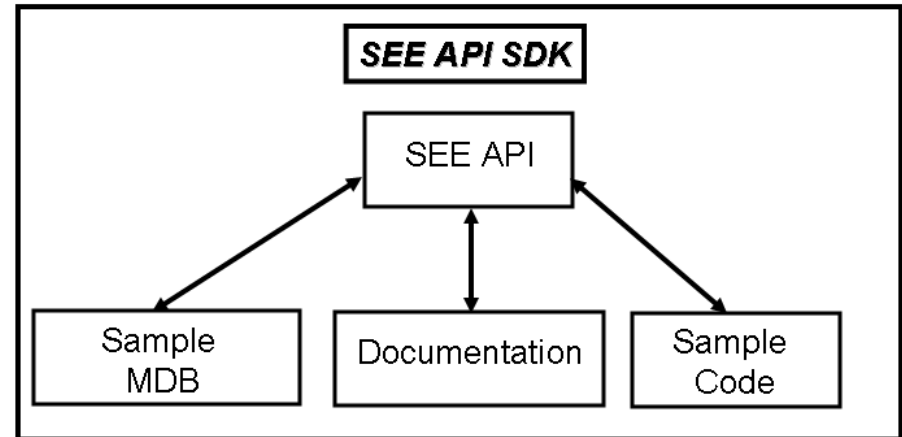 SEE API SDK
SEE API
Sample
MDB
Documentation
Sample
Code